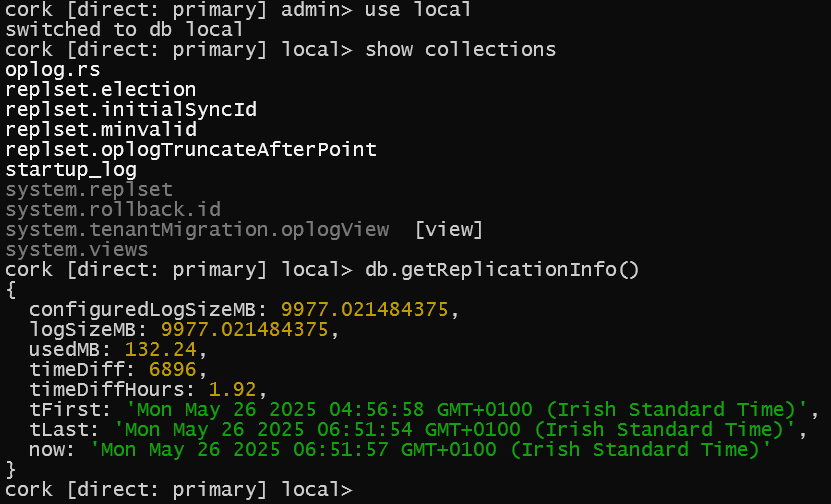 cork [direct: primary] admin> use local
switched to db local
cork [direct: primary] local> show collections
oplog.rs
replset.election
replset.initialSyncId
replset.minvalid
replset.oplogTruncateAfterPoint
startup_log
system.replset
system.rollback.id
system.tenantMigration.oplogView  [view]
system.views
cork [direct: primary] local> db.getReplicationInfo()
{
  configuredLogSizeMB: 9977.021484375,
  logSizeMB: 9977.021484375,
  usedMB: 132.24,
  timeDiff: 6896,
  timeDiffHours: 1.92,
  tFirst: 'Mon May 26 2025 04:56:58 GMT+0100 (Irish Standard Time)',
  tLast: 'Mon May 26 2025 06:51:54 GMT+0100 (Irish Standard Time)',
  now: 'Mon May 26 2025 06:51:57 GMT+0100 (Irish Standard Time)'
}
cork [direct: primary] local>